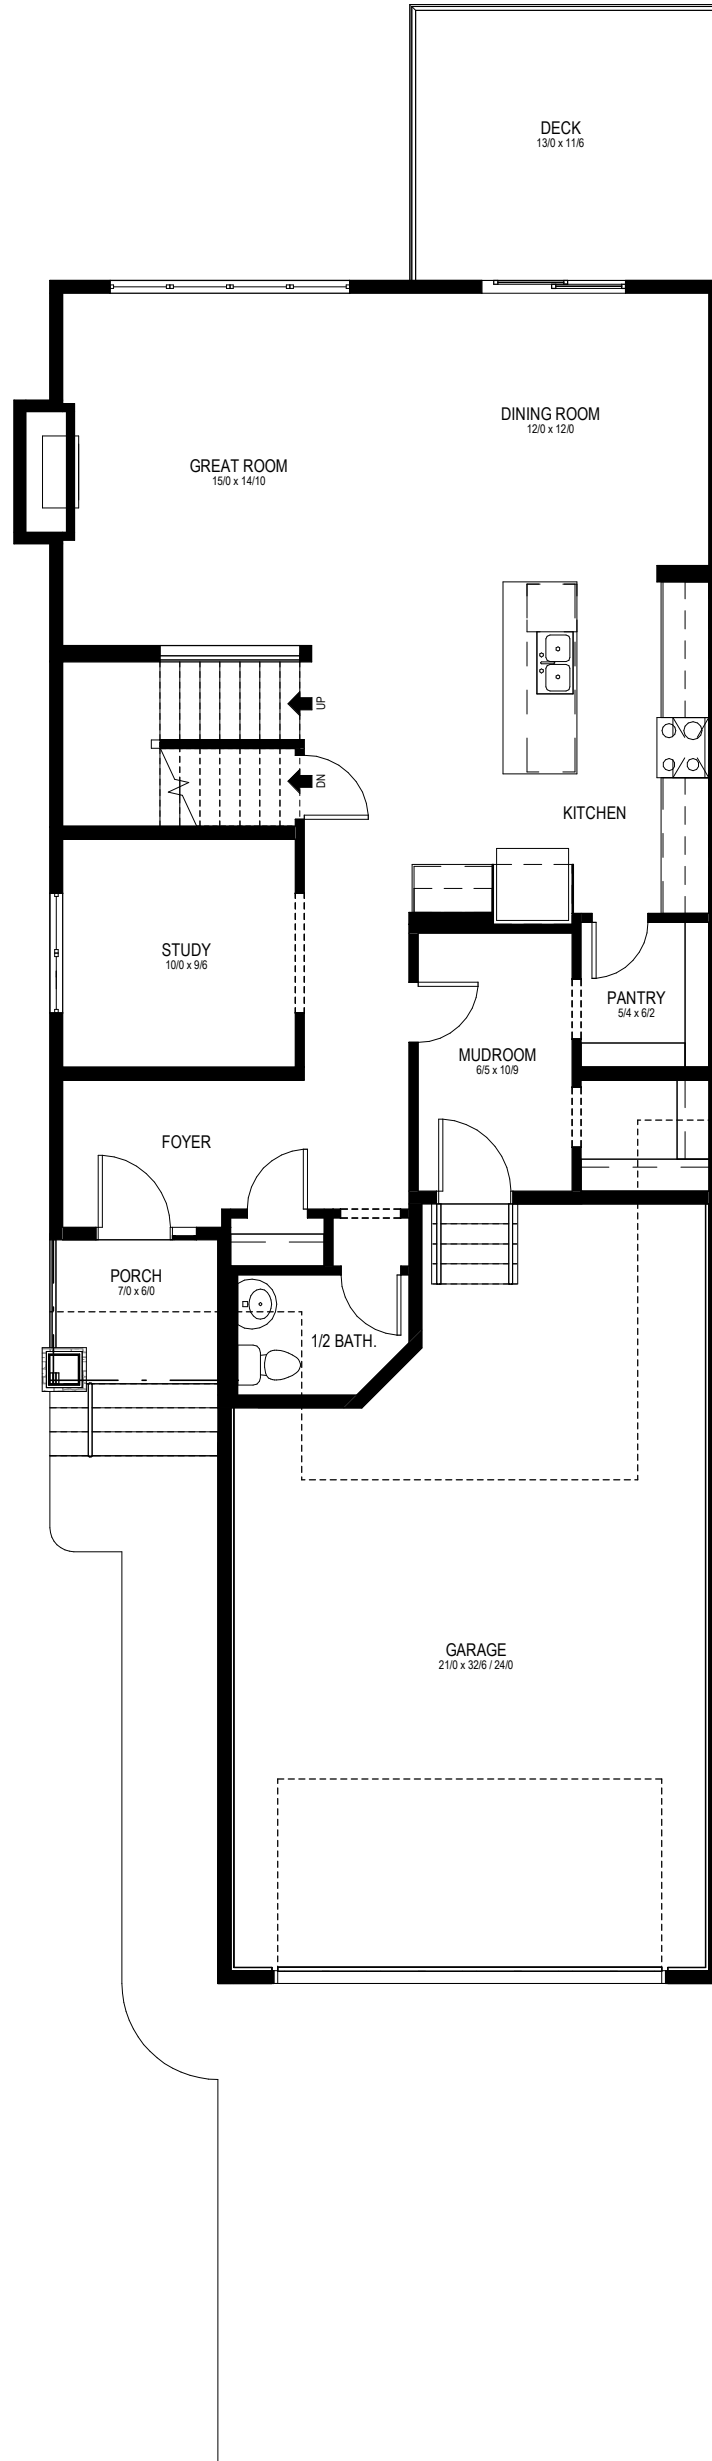 DECK
13/0 x 11/6
DINING ROOM
12/0 x 12/0
GREAT ROOM
15/0 x 14/10
UP
DN
KITCHEN
STUDY
10/0 x 9/6
PANTRY
5/4 x 6/2
MUDROOM
6/5 x 10/9
FOYER
PORCH
7/0 x 6/0
1/2 BATH.
GARAGE
21/0 x 32/6 / 24/0